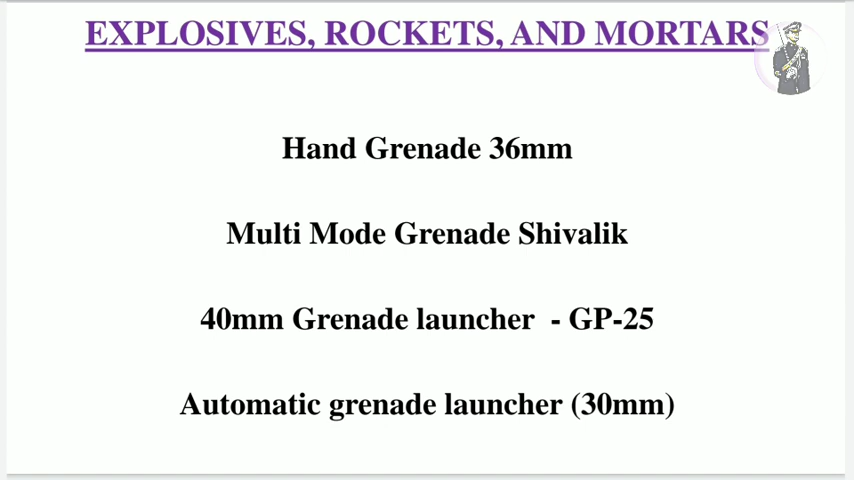 EXPLOSIVES, ROCKETS, AND MORTARS
Hand Grenade 36mm
Multi Mode Grenade Shivalik
40mm Grenade launcher - GP-25
Automatic grenade launcher (30mm)